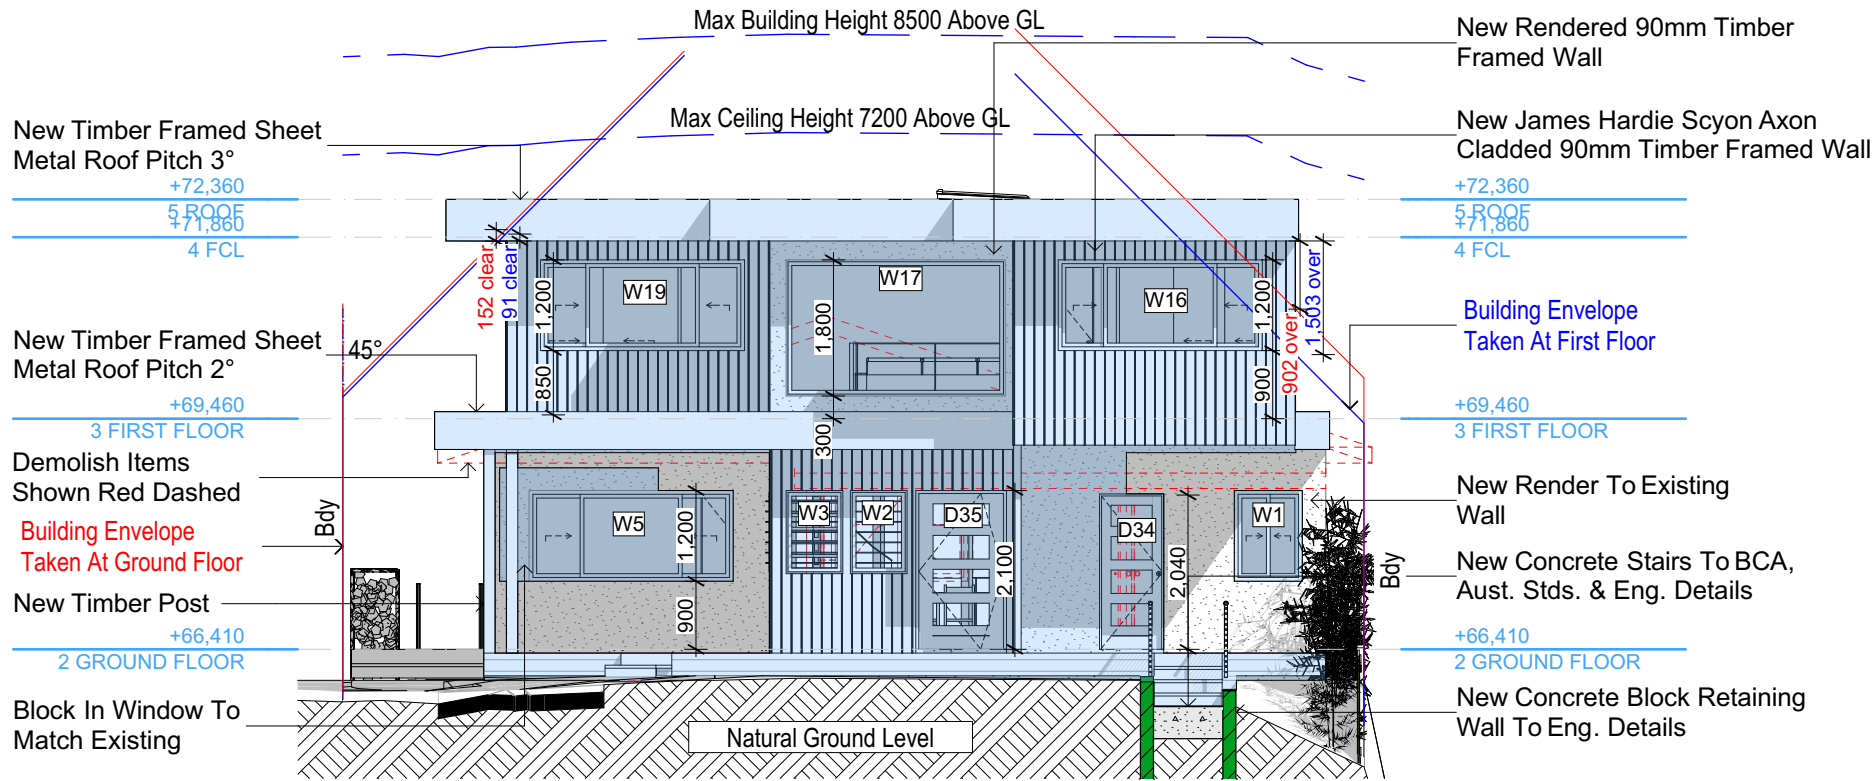 Max Building Height 8500 Above GL
Max Ceiling Height 7200 Above GL
New Timber Framed Sheet
Metal Roof Pitch 3°
+72,360
5 ROOF
+71,860
4 FCL
New Timber Framed Sheet
Metal Roof Pitch 2°
45°
+69,460
3 FIRST FLOOR
Demolish Items
Shown Red Dashed
Building Envelope
Taken At Ground Floor
Bdy
New Timber Post
+66,410
2 GROUND FLOOR
Block In Window To
Match Existing
152 clear
91 clear
1,200
W19
850
W17
1,800
300
W16
1,200
900
902 over
1,503 over
W5
1,200
900
W3
W2
D35
2,100
D34
2,040
W1
Natural Ground Level
New Rendered 90mm Timber
Framed Wall
New James Hardie Scyon Axon
Cladded 90mm Timber Framed Wall
+72,360
5 ROOF
+71,860
4 FCL
Building Envelope
Taken At First Floor
+69,460
3 FIRST FLOOR
New Render To Existing
Wall
Bdy
New Concrete Stairs To BCA,
Aust. Stds. & Eng. Details
+66,410
2 GROUND FLOOR
New Concrete Block Retaining
Wall To Eng. Details